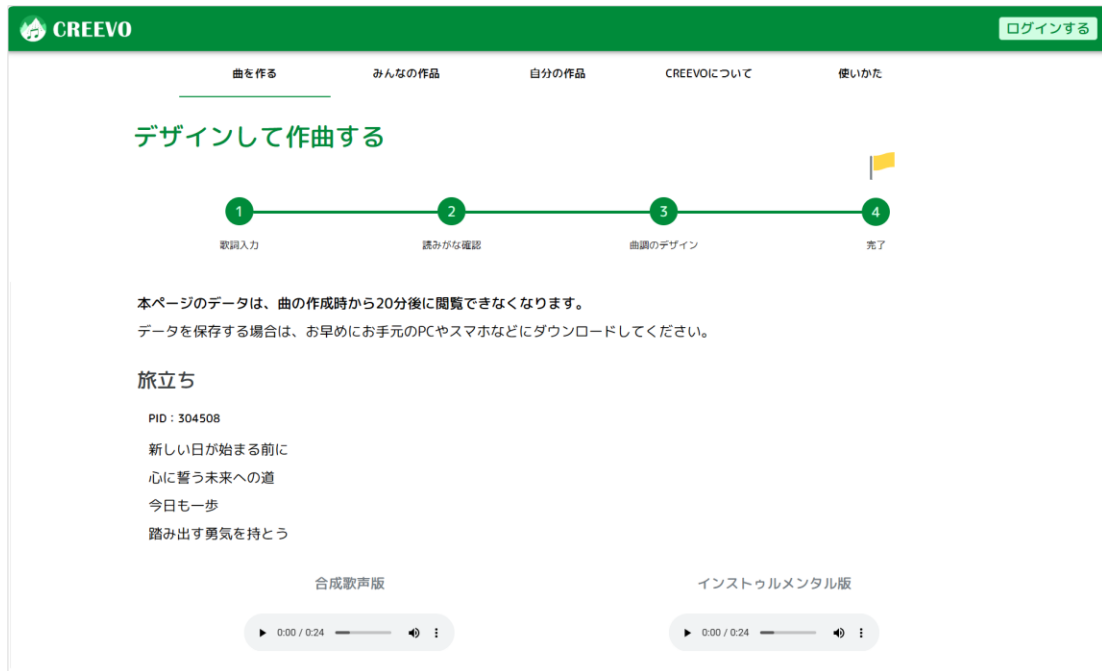 CREEVO
ログインする
曲を作る みんなの作品 自分の作品 CREEVOについて 使いかた
デザインして作曲する
1 2 3 4
歌詞入力 読みがな確認 曲調のデザイン 完了
本ページのデータは、曲の作成時から20分後に閲覧できなくなります。
データを保存する場合は、お早めにお手元のPCやスマホなどにダウンロードしてください。
旅立ち
PID：304508
新しい日が始まる前に
心に誓う未来への道
今日も一歩
踏み出す勇気を持とう
合成歌声版 インストゥルメンタル版
0:00 / 0:24 0:00 / 0:24